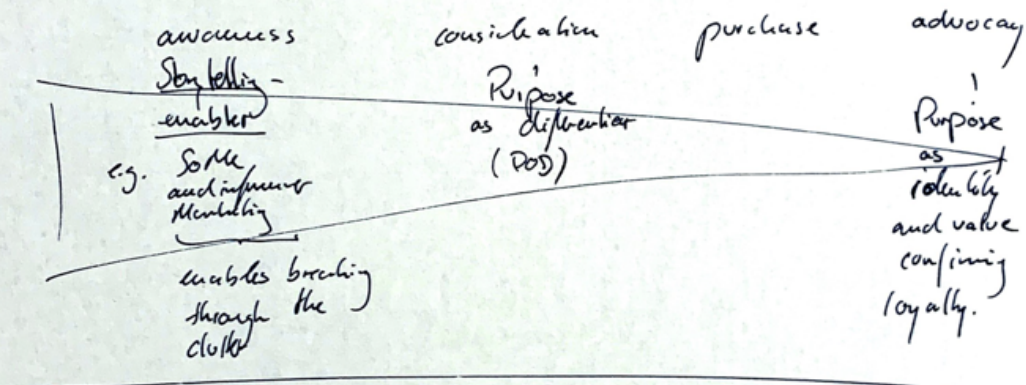 awareness consideration purchase advocacy
Storytelling -
enabler
e.g. SoMe,
and influencer
Marketing
enables breaking
through the
clutter
Purpose
as differentiator
(POD)
Purpose
as
identity
and value
confirming
loyalty.